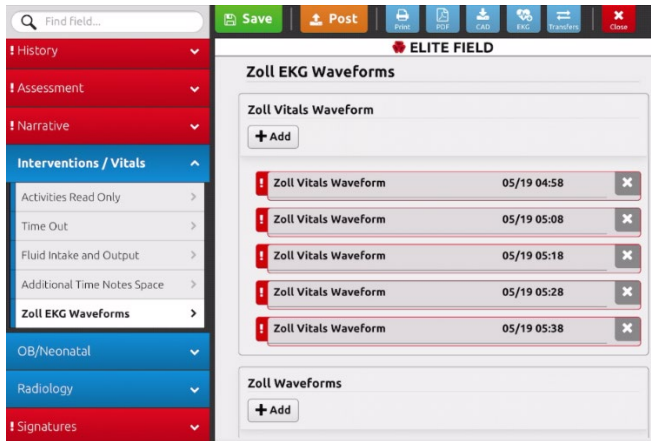 Find field...
Save
Post
Print
PDF
CAD
EKG
Transfers
Close
! History
! Assessment
! Narrative
Interventions / Vitals
Activities Read Only
Time Out
Fluid Intake and Output
Additional Time Notes Space
Zoll EKG Waveforms
OB/Neonatal
Radiology
! Signatures
ELITE FIELD
Zoll EKG Waveforms
Zoll Vitals Waveform
+ Add
! Zoll Vitals Waveform 05/19 04:58
! Zoll Vitals Waveform 05/19 05:08
! Zoll Vitals Waveform 05/19 05:18
! Zoll Vitals Waveform 05/19 05:28
! Zoll Vitals Waveform 05/19 05:38
Zoll Waveforms
+ Add